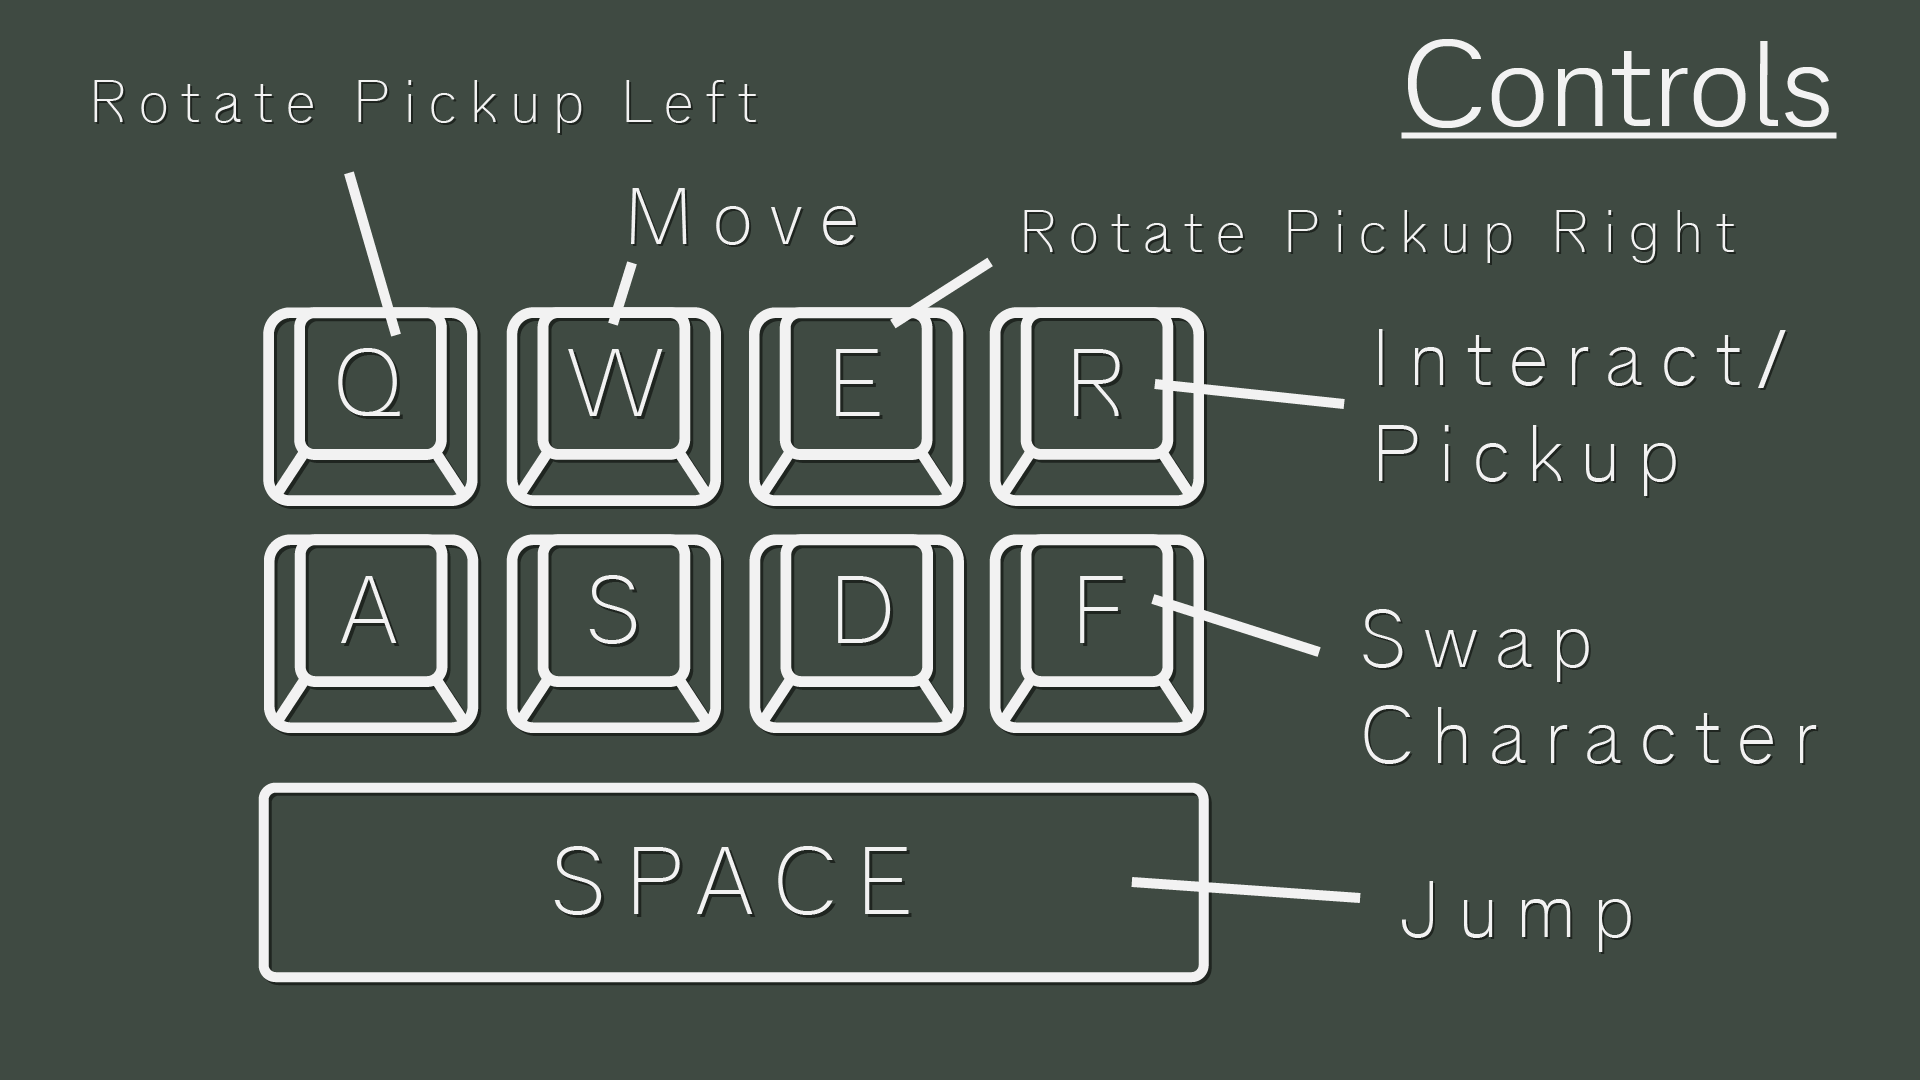 Controls
Rotate Pickup Left
Move
Rotate Pickup Right
Q W E R
Interact/
Pickup
A S D F
Swap
Character
SPACE
Jump